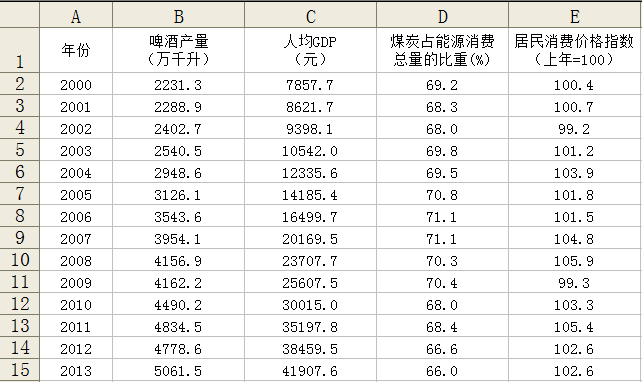 A B C D E
1 年份 啤酒产量 人均GDP 煤炭占能源消费 居民消费价格指数
(万千升) (元) 总量的比重(%) (上年=100)
2 2000 2231.3 7857.7 69.2 100.4
3 2001 2288.9 8621.7 68.3 100.7
4 2002 2402.7 9398.1 68.0 99.2
5 2003 2540.5 10542.0 69.8 101.2
6 2004 2948.6 12335.6 69.5 103.9
7 2005 3126.1 14185.4 70.8 101.8
8 2006 3543.6 16499.7 71.1 101.5
9 2007 3954.1 20169.5 71.1 104.8
10 2008 4156.9 23707.7 70.3 105.9
11 2009 4162.2 25607.5 70.4 99.3
12 2010 4490.2 30015.0 68.0 103.3
13 2011 4834.5 35197.8 68.4 105.4
14 2012 4778.6 38459.5 66.6 102.6
15 2013 5061.5 41907.6 66.0 102.6